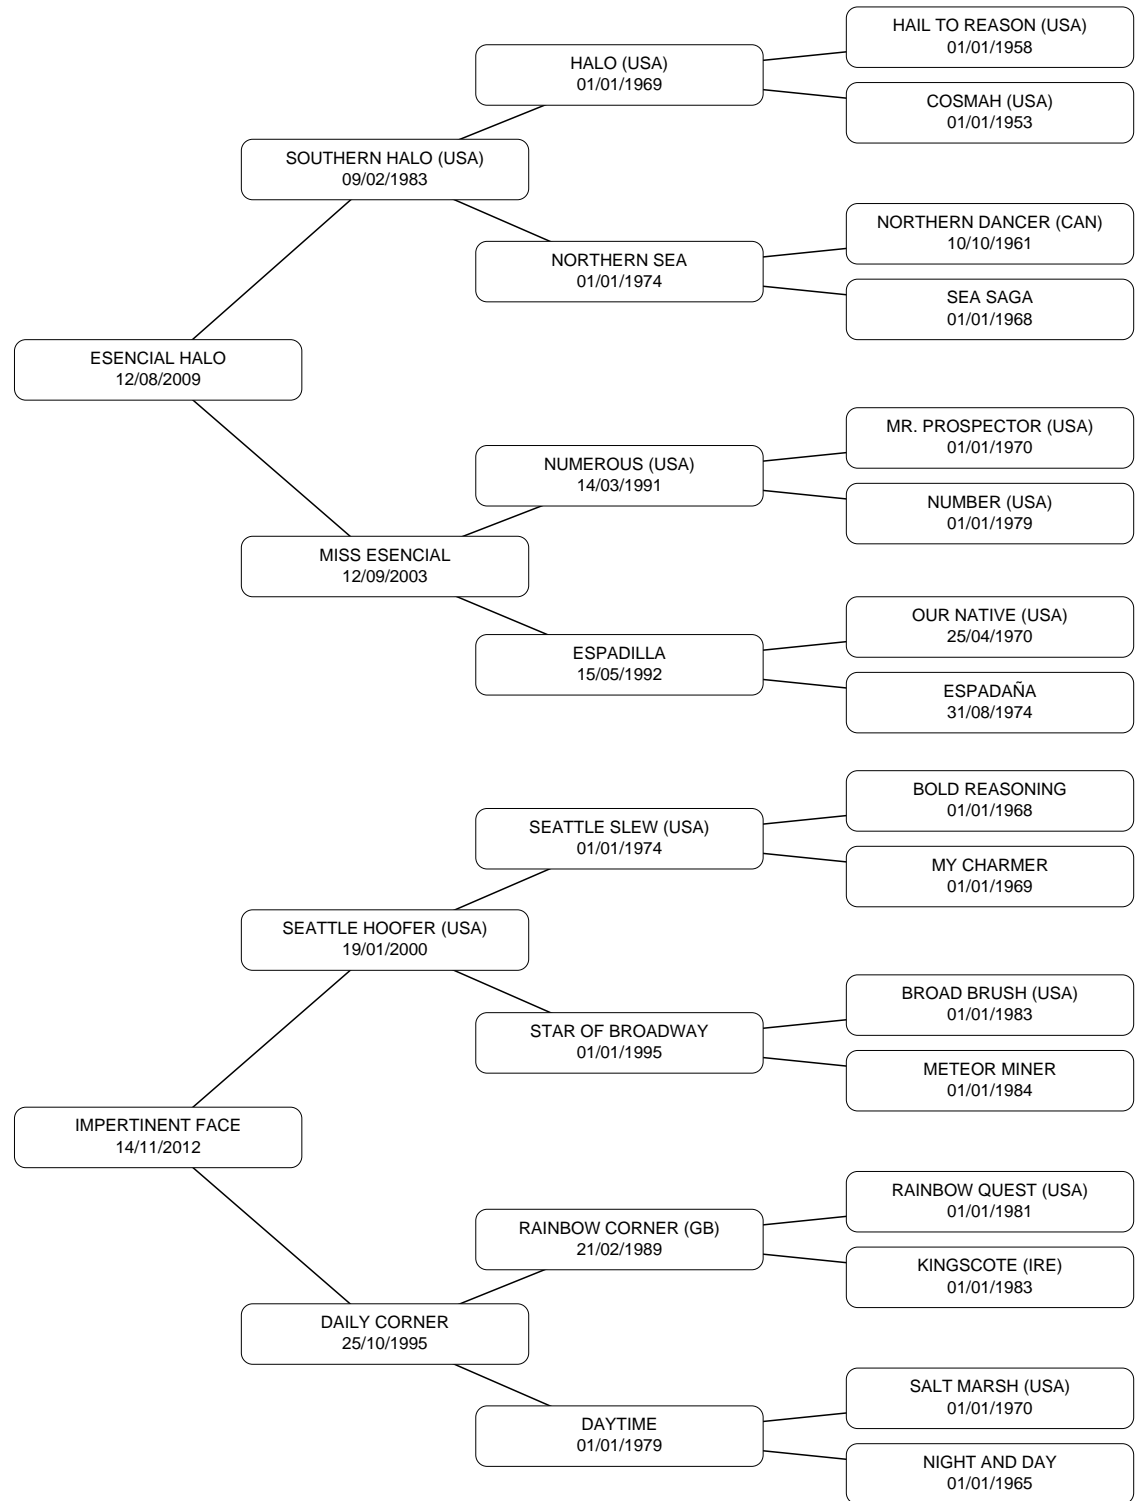 HAIL TO REASON (USA)
01/01/1958
HALO (USA)
01/01/1969
COSMAH (USA)
01/01/1953
SOUTHERN HALO (USA)
09/02/1983
NORTHERN DANCER (CAN)
10/10/1961
NORTHERN SEA
01/01/1974
SEA SAGA
01/01/1968
ESENCIAL HALO
12/08/2009
MR. PROSPECTOR (USA)
01/01/1970
NUMEROUS (USA)
14/03/1991
NUMBER (USA)
01/01/1979
MISS ESENCIAL
12/09/2003
OUR NATIVE (USA)
25/04/1970
ESPADILLA
15/05/1992
ESPADAÑA
31/08/1974
BOLD REASONING
01/01/1968
SEATTLE SLEW (USA)
01/01/1974
MY CHARMER
01/01/1969
SEATTLE HOOFER (USA)
19/01/2000
BROAD BRUSH (USA)
01/01/1983
STAR OF BROADWAY
01/01/1995
METEOR MINER
01/01/1984
IMPERTINENT FACE
14/11/2012
RAINBOW QUEST (USA)
01/01/1981
RAINBOW CORNER (GB)
21/02/1989
KINGSCOTE (IRE)
01/01/1983
DAILY CORNER
25/10/1995
SALT MARSH (USA)
01/01/1970
DAYTIME
01/01/1979
NIGHT AND DAY
01/01/1965